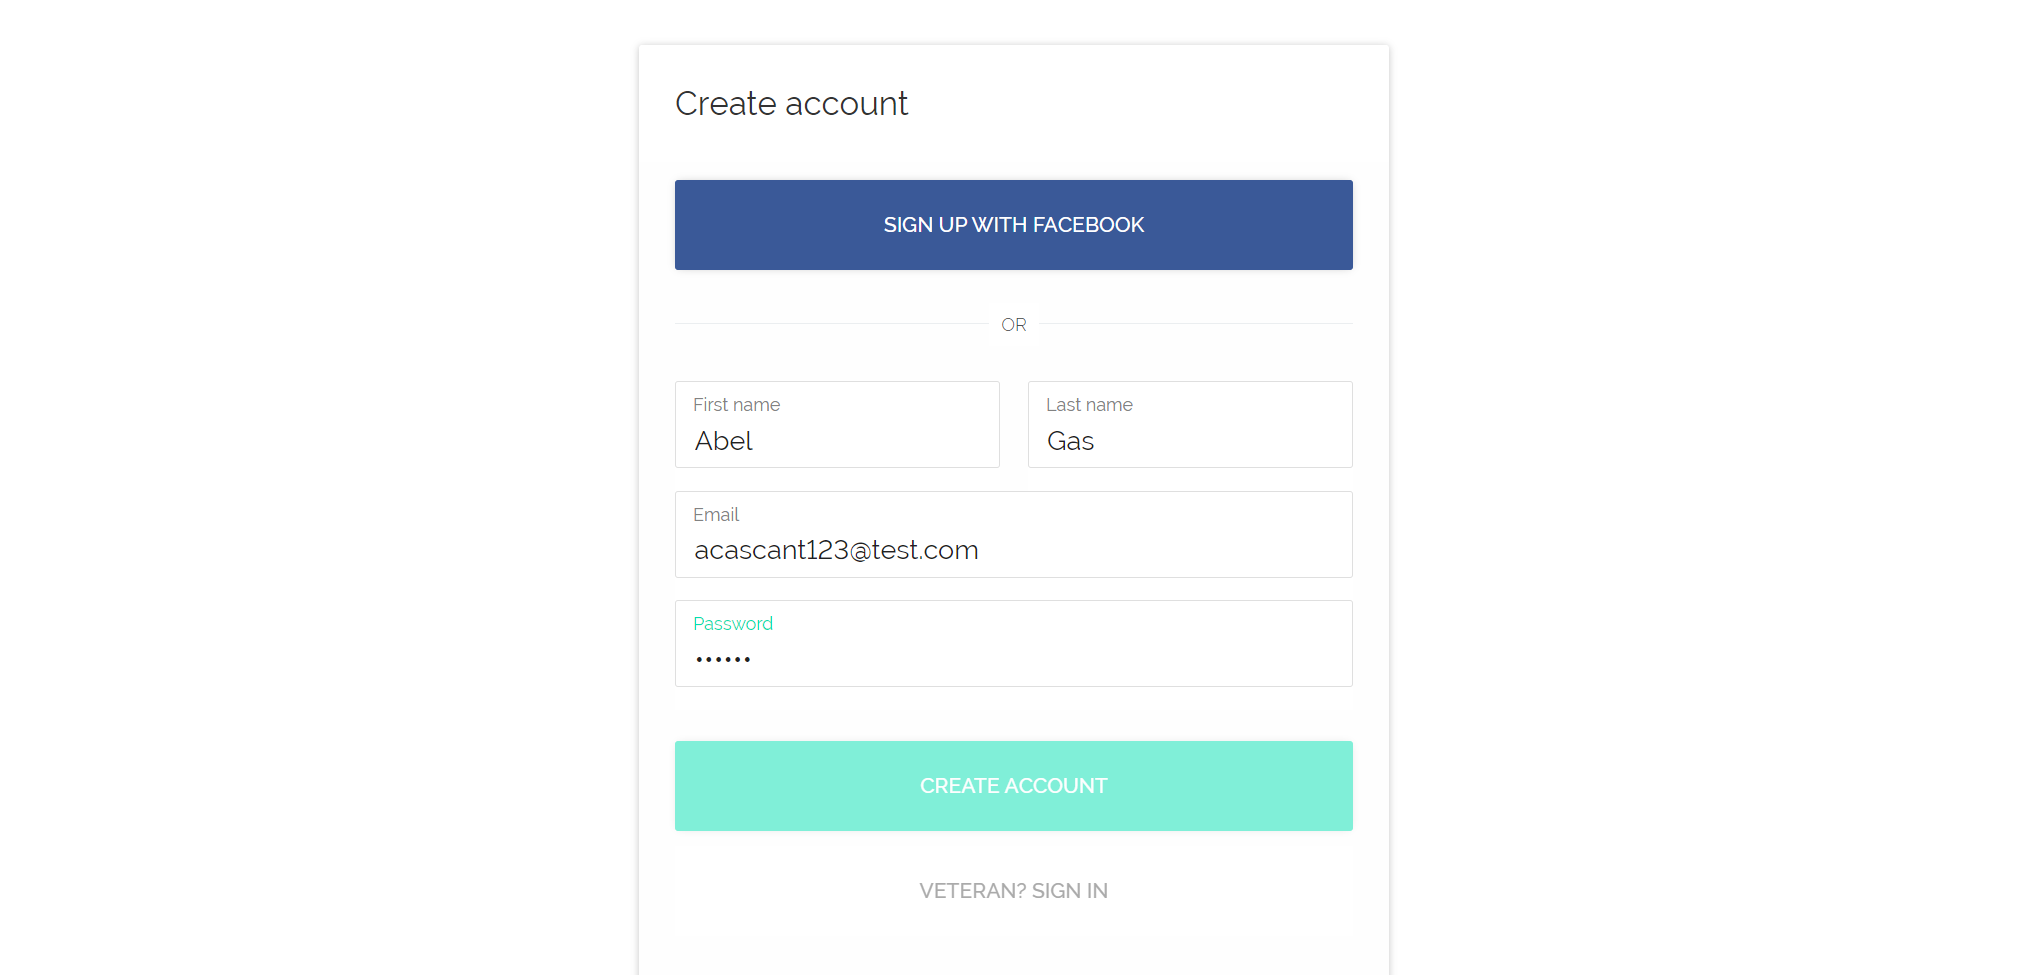 Create account
SIGN UP WITH FACEBOOK
OR
First name
Last name
Abel
Gas
Email
acascant123@test.com
Password
••••••
CREATE ACCOUNT
VETERAN? SIGN IN